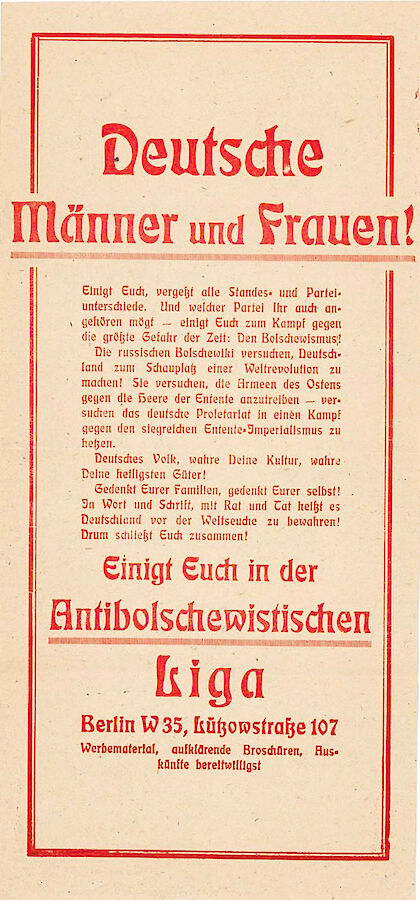 Deutsche
Männer und Frauen!
Einigt Euch, vergeßt alle Standes- und Partei-
unterschiede. Und welcher Partei Ihr auch an-
gehören mögt — einigt Euch zum Kampf gegen
die größte Gefahr der Zeit: Den Bolschewismus!
Die russischen Bolschewiki versuchen, Deutsch-
land zum Schauplatz einer Weltrevolution zu
machen! Sie versuchen, die Armeen des Ostens
gegen die Heere der Entente anzutreiben — ver-
suchen das deutsche Proletariat in einen Kampf
gegen den siegreichen Entente-Imperialismus zu
hetzen.
Deutsches Volk, wahre Deine Kultur, wahre
Deine heiligsten Güter!
Gedenkt Eurer Familien, gedenkt Eurer selbst!
In Wort und Schrift, mit Rat und Tat heißt es
Deutschland vor der Weltseuche zu bewahren!
Drum schließt Euch zusammen!
Einigt Euch in der
Antibolschewistischen
Liga
Berlin W 35, Lützowstraße 107
Werbematerial, aufklärende Broschüren, Aus-
künfte bereitwilligst